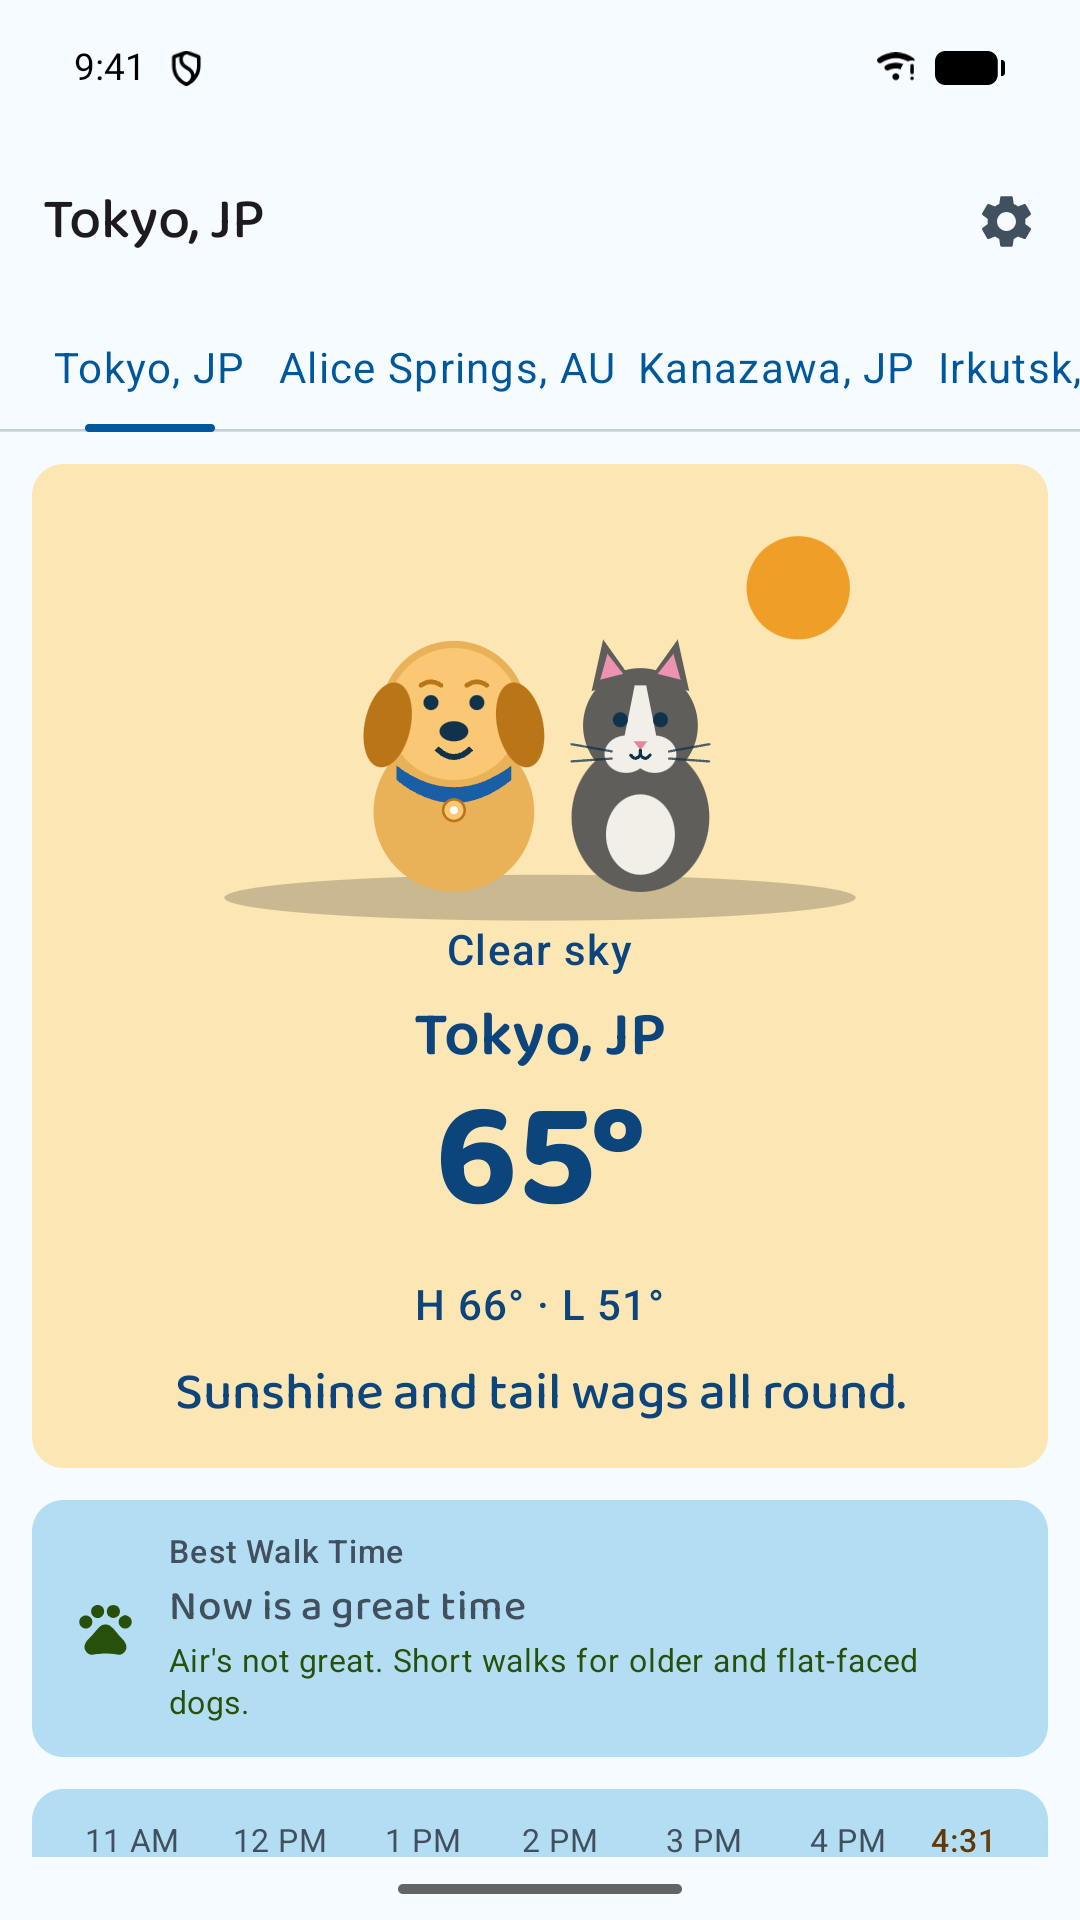 9:41
Tokyo, JP
Tokyo, JP Alice Springs, AU Kanazawa, JP Irkutsk,
Clear sky
Tokyo, JP
65°
H 66° · L 51°
Sunshine and tail wags all round.
Best Walk Time
Now is a great time
Air's not great. Short walks for older and flat-faced
dogs.
11 AM 12 PM 1 PM 2 PM 3 PM 4 PM 4:31